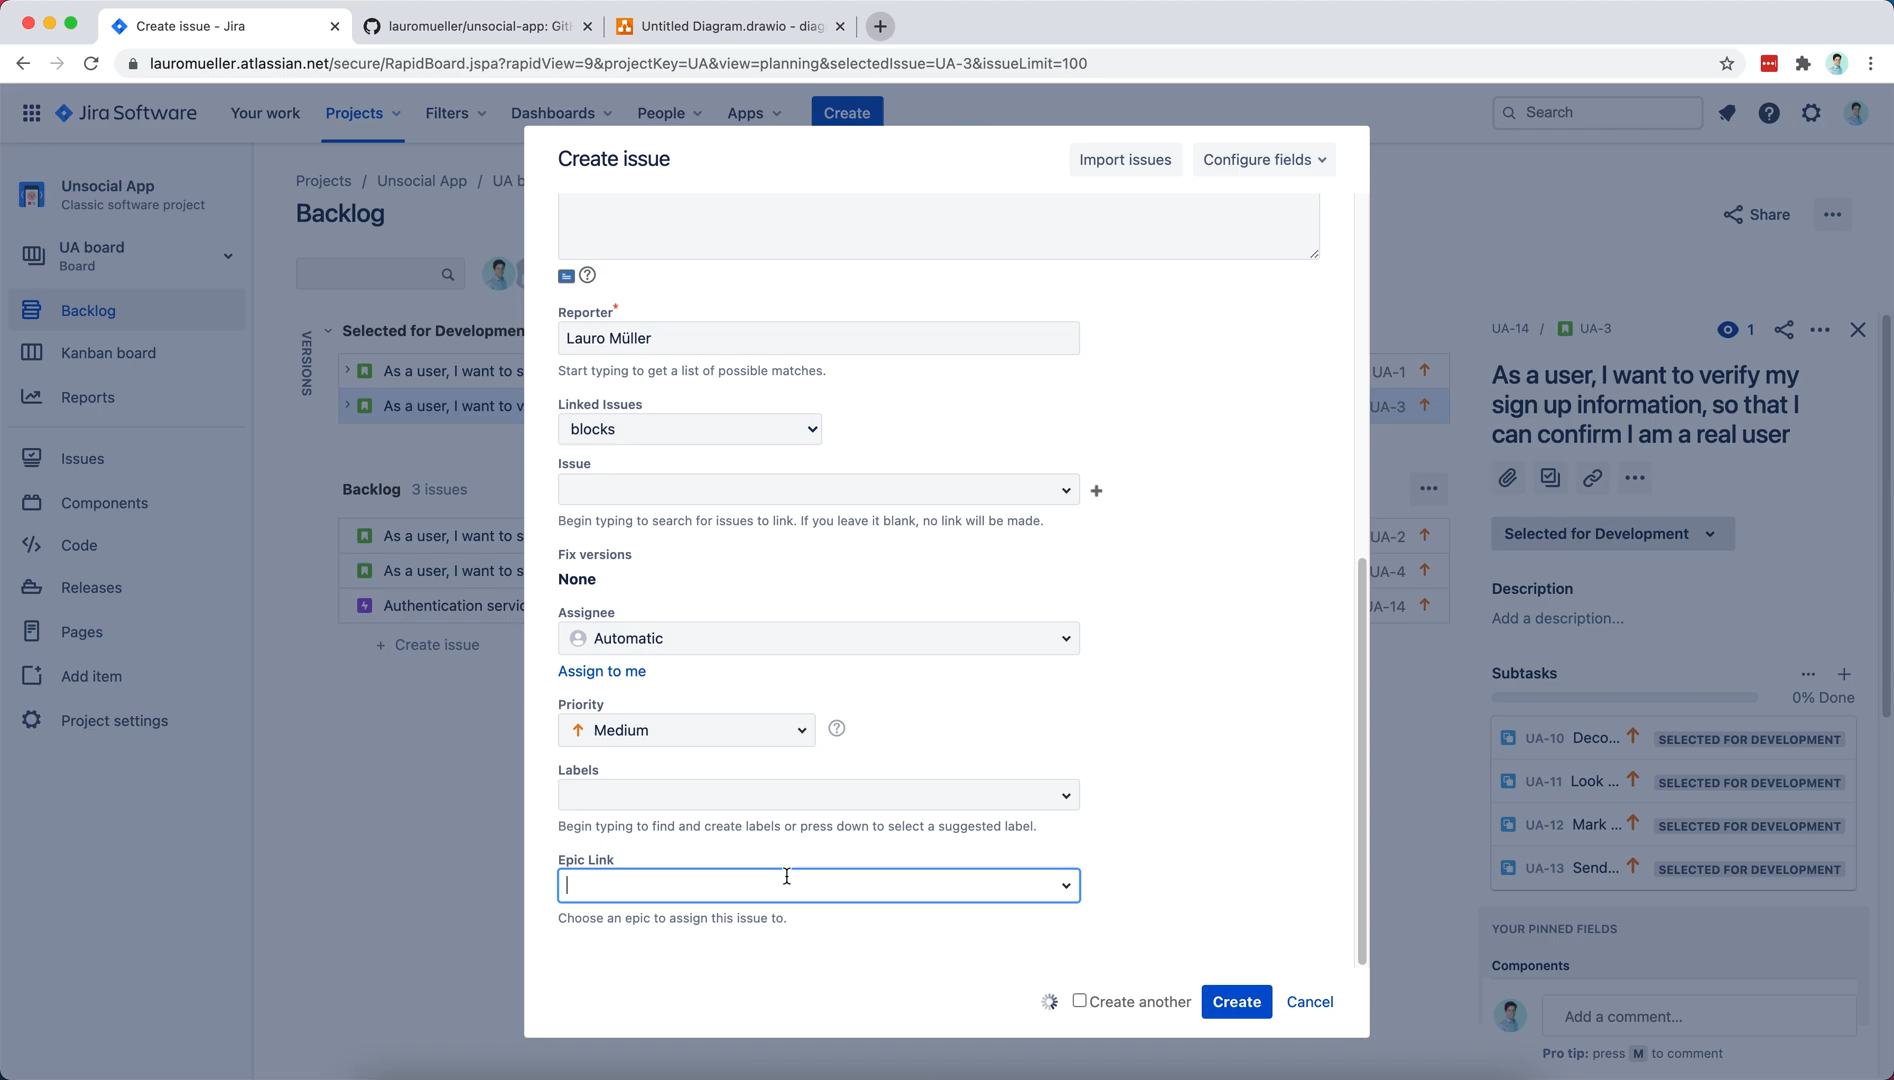 Create issue - Jira
lauromueller/unsocial-app: Gith
Untitled Diagram.drawio - diag
lauromueller.atlassian.net/secure/RapidBoard.jspa?rapidView=9&projectKey=UA&view=planning&selectedIssue=UA-3&issueLimit=100
Jira Software
Your work
Projects
Filters
Dashboards
People
Apps
Create
Search
Unsocial App
Classic software project
UA board
Board
Backlog
Kanban board
Reports
Issues
Components
Code
Releases
Pages
Add item
Project settings
Projects / Unsocial App / UA b
Backlog
Share
VERSIONS
Selected for Developmen
As a user, I want to s
UA-1
As a user, I want to v
UA-3
Backlog 3 issues
As a user, I want to s
UA-2
As a user, I want to s
UA-4
Authentication servic
UA-14
+ Create issue
Create issue
Import issues
Configure fields
Reporter*
Lauro Müller
Start typing to get a list of possible matches.
Linked Issues
blocks
Issue
Begin typing to search for issues to link. If you leave it blank, no link will be made.
Fix versions
None
Assignee
Automatic
Assign to me
Priority
Medium
Labels
Begin typing to find and create labels or press down to select a suggested label.
Epic Link
Choose an epic to assign this issue to.
Create another
Create
Cancel
UA-14 / UA-3
1
As a user, I want to verify my
sign up information, so that I
can confirm I am a real user
Selected for Development
Description
Add a description...
Subtasks
0% Done
UA-10 Deco... SELECTED FOR DEVELOPMENT
UA-11 Look ... SELECTED FOR DEVELOPMENT
UA-12 Mark ... SELECTED FOR DEVELOPMENT
UA-13 Send... SELECTED FOR DEVELOPMENT
YOUR PINNED FIELDS
Components
Add a comment...
Pro tip: press M to comment